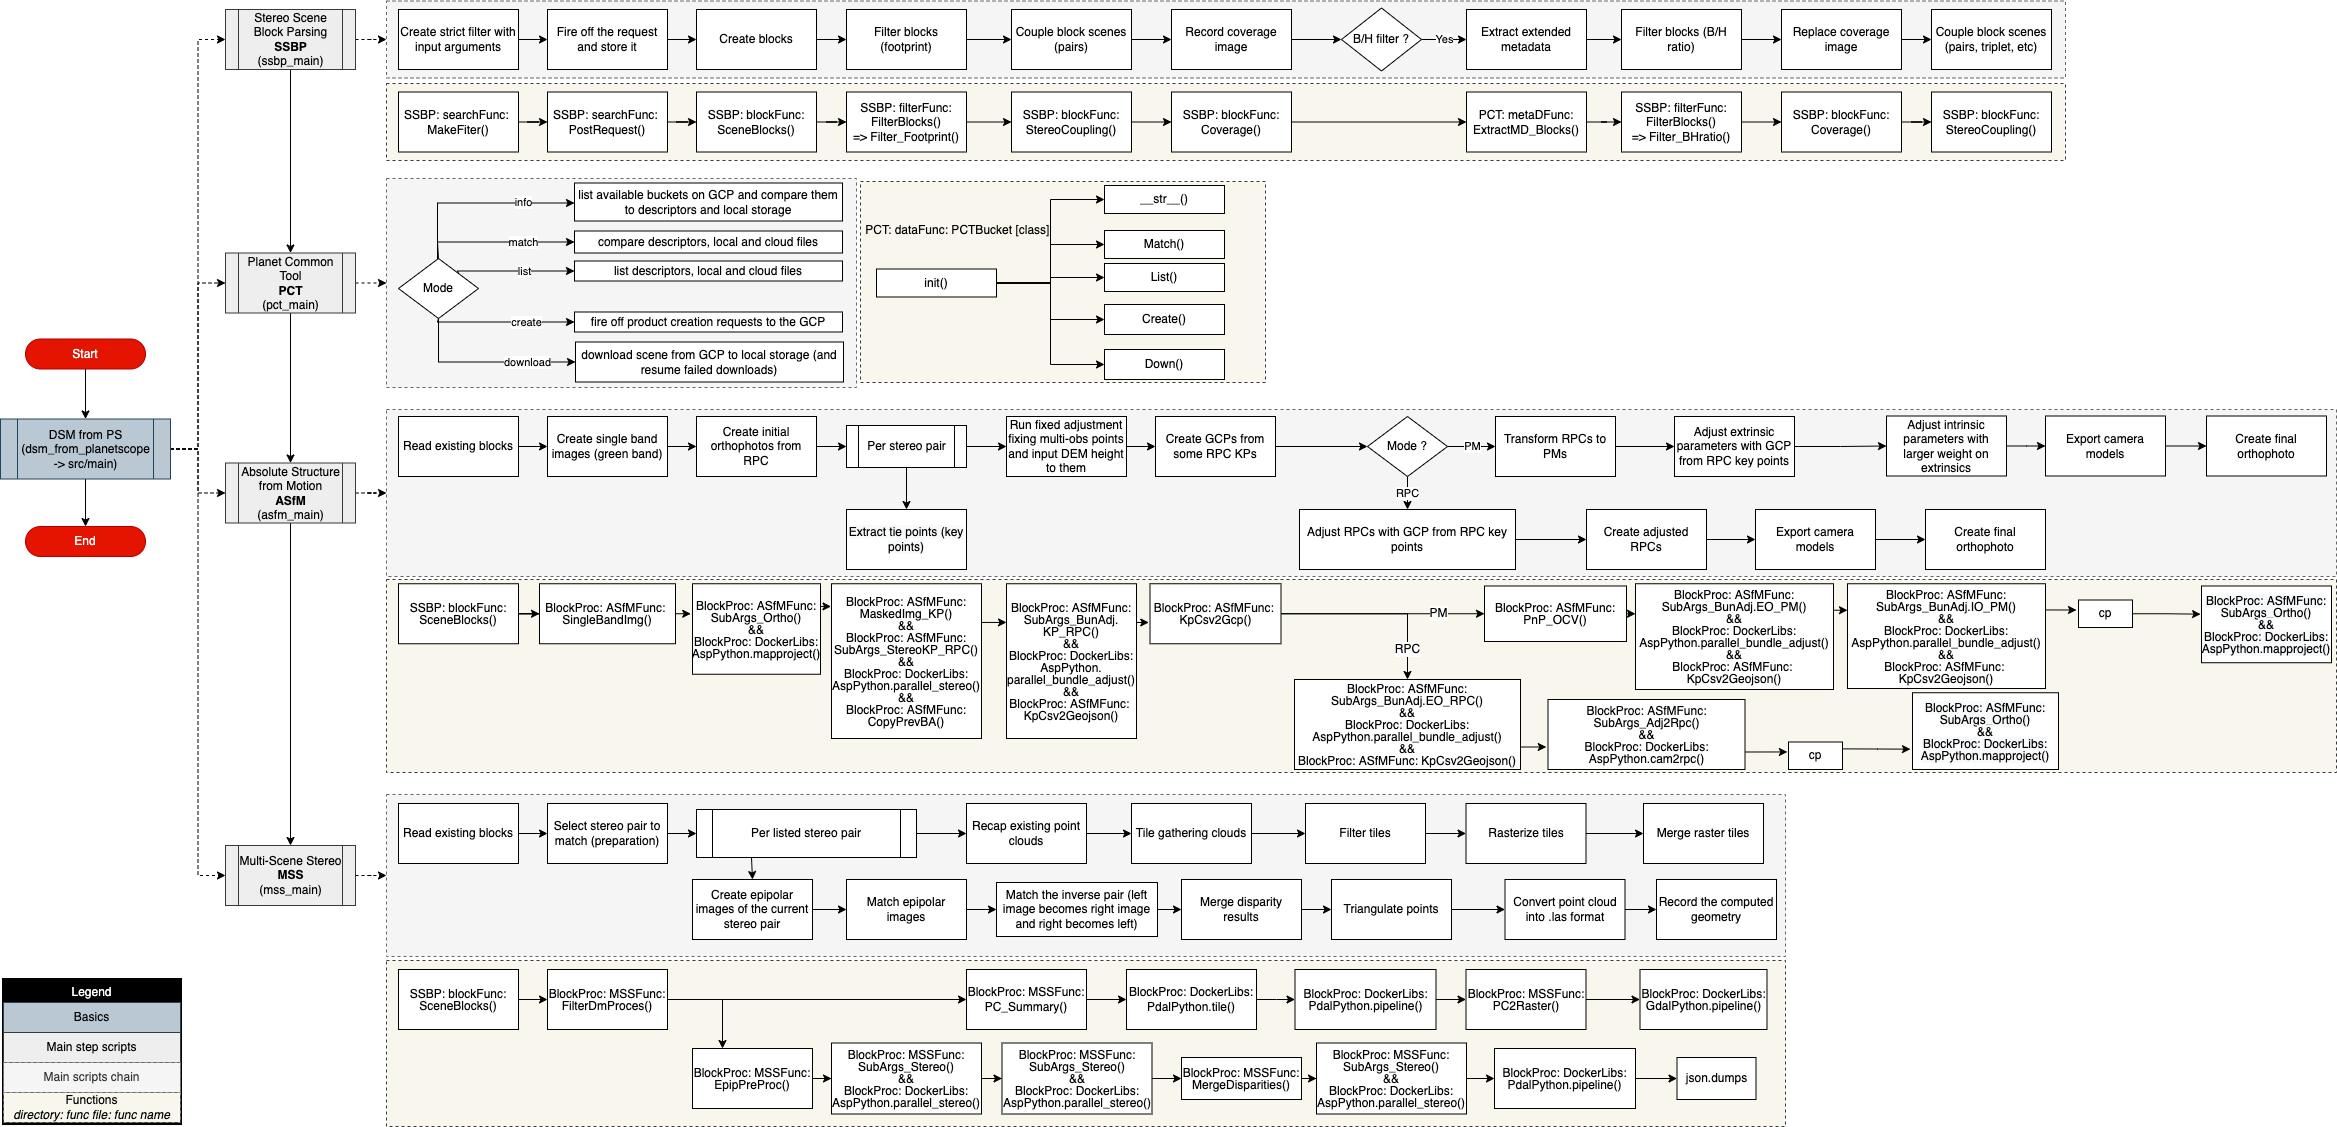 Stereo Scene
Block Parsing
SSBP
(ssbp_main)
Create strict filter with
input arguments
Fire off the request
and store it
Create blocks
Filter blocks
(footprint)
Couple block scenes
(pairs)
Record coverage
image
B/H filter ?
Yes
Extract extended
metadata
Filter blocks (B/H
ratio)
Replace coverage
image
Couple block scenes
(pairs, triplet, etc)
SSBP: searchFunc:
MakeFiter()
SSBP: searchFunc:
PostRequest()
SSBP: blockFunc:
SceneBlocks()
SSBP: filterFunc:
FilterBlocks()
=> Filter_Footprint()
SSBP: blockFunc:
StereoCoupling()
SSBP: blockFunc:
Coverage()
PCT: metaDFunc:
ExtractMD_Blocks()
SSBP: filterFunc:
FilterBlocks()
=> Filter_BHratio()
SSBP: blockFunc:
Coverage()
SSBP: blockFunc:
StereoCoupling()
Planet Common
Tool
PCT
(pct_main)
Mode
info
list available buckets on GCP and compare them
to descriptors and local storage
match
compare descriptors, local and cloud files
list
list descriptors, local and cloud files
create
fire off product creation requests to the GCP
download
download scene from GCP to local storage (and
resume failed downloads)
PCT: dataFunc: PCTBucket [class]
init()
__str__()
Match()
List()
Create()
Down()
Start
DSM from PS
(dsm_from_planetscope
-> src/main)
End
Absolute Structure
from Motion
ASfM
(asfm_main)
Read existing blocks
Create single band
images (green band)
Create initial
orthophotos from
RPC
Per stereo pair
Run fixed adjustment
fixing multi-obs points
and input DEM height
to them
Create GCPs from
some RPC KPs
Mode ?
PM
Transform RPCs to
PMs
Adjust extrinsic
parameters with GCP
from RPC key points
Adjust intrinsic
parameters with
larger weight on
extrinsics
Export camera
models
Create final
orthophoto
RPC
Extract tie points (key
points)
Adjust RPCs with GCP from RPC key
points
Create adjusted
RPCs
Export camera
models
Create final
orthophoto
SSBP: blockFunc:
SceneBlocks()
BlockProc: ASfMFunc:
SingleBandImg()
BlockProc: ASfMFunc:
SubArgs_Ortho()
&&
BlockProc: DockerLibs:
AspPython.mapproject()
BlockProc: ASfMFunc:
MaskedImg_KP()
&&
BlockProc: ASfMFunc:
SubArgs_StereoKP_RPC()
&&
BlockProc: DockerLibs:
AspPython.parallel_stereo()
&&
BlockProc: ASfMFunc:
CopyPrevBA()
BlockProc: ASfMFunc:
SubArgs_BunAdj.
KP_RPC()
&&
BlockProc: DockerLibs:
AspPython.
parallel_bundle_adjust()
&&
BlockProc: ASfMFunc:
KpCsv2Geojson()
BlockProc: ASfMFunc:
KpCsv2Gcp()
PM
BlockProc: ASfMFunc:
PnP_OCV()
BlockProc: ASfMFunc:
SubArgs_BunAdj.EO_PM()
&&
BlockProc: DockerLibs:
AspPython.parallel_bundle_adjust()
&&
BlockProc: ASfMFunc:
KpCsv2Geojson()
BlockProc: ASfMFunc:
SubArgs_BunAdj.IO_PM()
&&
BlockProc: DockerLibs:
AspPython.parallel_bundle_adjust()
&&
BlockProc: ASfMFunc:
KpCsv2Geojson()
cp
BlockProc: ASfMFunc:
SubArgs_Ortho()
&&
BlockProc: DockerLibs:
AspPython.mapproject()
RPC
BlockProc: ASfMFunc:
SubArgs_BunAdj.EO_RPC()
&&
BlockProc: DockerLibs:
AspPython.parallel_bundle_adjust()
&&
BlockProc: ASfMFunc: KpCsv2Geojson()
BlockProc: ASfMFunc:
SubArgs_Adj2Rpc()
&&
BlockProc: DockerLibs:
AspPython.cam2rpc()
cp
BlockProc: ASfMFunc:
SubArgs_Ortho()
&&
BlockProc: DockerLibs:
AspPython.mapproject()
Multi-Scene Stereo
MSS
(mss_main)
Read existing blocks
Select stereo pair to
match (preparation)
Per listed stereo pair
Recap existing point
clouds
Tile gathering clouds
Filter tiles
Rasterize tiles
Merge raster tiles
Create epipolar
images of the current
stereo pair
Match epipolar
images
Match the inverse pair (left
image becomes right image
and right becomes left)
Merge disparity
results
Triangulate points
Convert point cloud
into .las format
Record the computed
geometry
SSBP: blockFunc:
SceneBlocks()
BlockProc: MSSFunc:
FilterDmProces()
BlockProc: MSSFunc:
PC_Summary()
BlockProc: DockerLibs:
PdalPython.tile()
BlockProc: DockerLibs:
PdalPython.pipeline()
BlockProc: MSSFunc:
PC2Raster()
BlockProc: DockerLibs:
GdalPython.pipeline()
BlockProc: MSSFunc:
EpipPreProc()
BlockProc: MSSFunc:
SubArgs_Stereo()
&&
BlockProc: DockerLibs:
AspPython.parallel_stereo()
BlockProc: MSSFunc:
SubArgs_Stereo()
&&
BlockProc: DockerLibs:
AspPython.parallel_stereo()
BlockProc: MSSFunc:
MergeDisparities()
BlockProc: MSSFunc:
SubArgs_Stereo()
&&
BlockProc: DockerLibs:
AspPython.parallel_stereo()
BlockProc: DockerLibs:
PdalPython.pipeline()
json.dumps
Legend
Basics
Main step scripts
Main scripts chain
Functions
directory: func file: func name